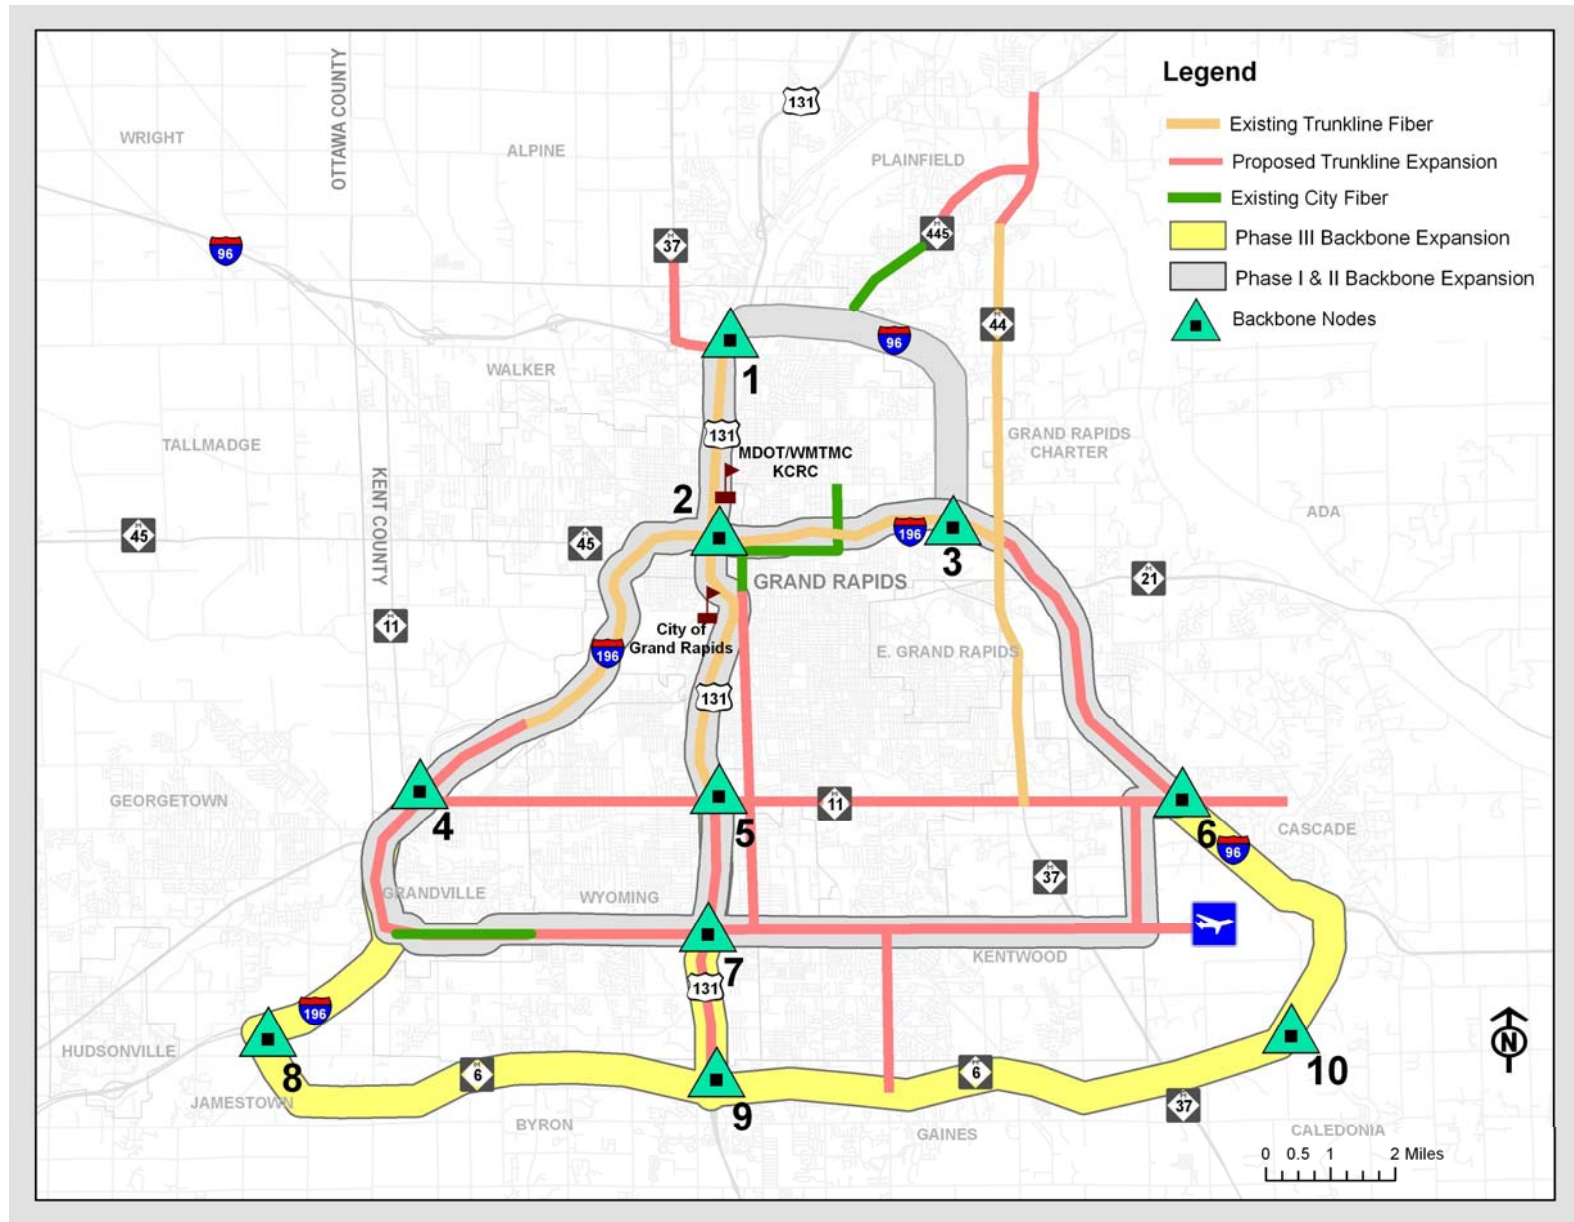 Legend
Existing Trunkline Fiber
Proposed Trunkline Expansion
Existing City Fiber
Phase III Backbone Expansion
Phase I & II Backbone Expansion
Backbone Nodes
OTTAWA COUNTY
131
WRIGHT
ALPINE
PLAINFIELD
M
445
M
37
96
M
44
96
WALKER
1
131
GRAND RAPIDS
CHARTER
TALLMADGE
MDOT/WMTMC
KCRC
KENT COUNTY
2
ADA
M
45
M
45
196
3
M
21
GRAND RAPIDS
M
11
City of
Grand Rapids
196
E. GRAND RAPIDS
131
GEORGETOWN
M
11
4
5
6
CASCADE
96
M
37
GRANDVILLE
WYOMING
KENTWOOD
7
131
196
HUDSONVILLE
8
M
6
M
6
10
N
JAMESTOWN
9
M
37
BYRON
GAINES
CALEDONIA
0 0.5 1 2 Miles